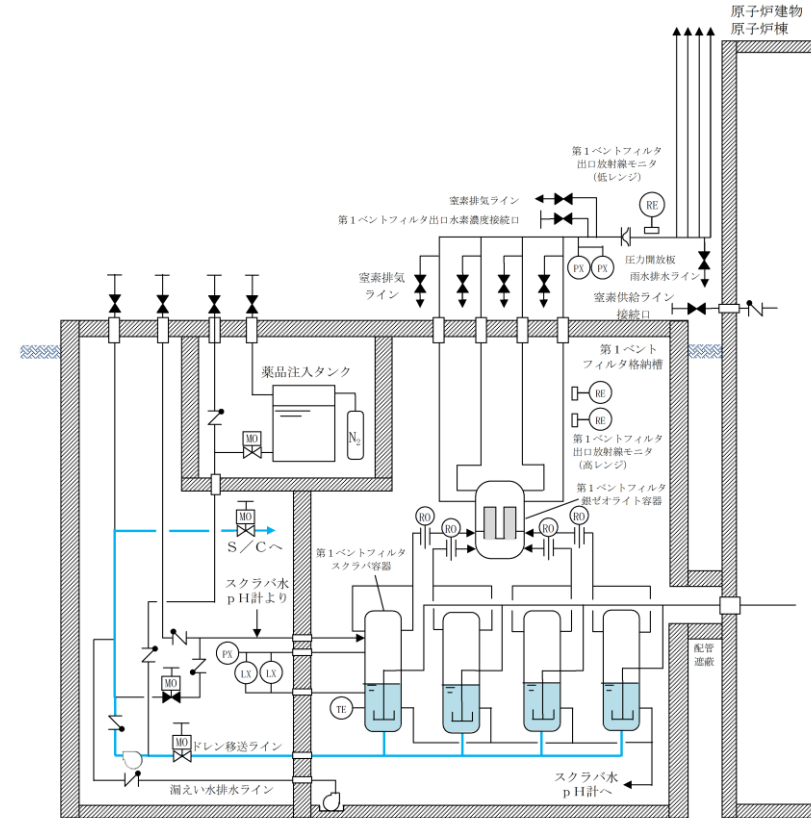 原子炉建物
原子炉棟
第１ベントフィルタ
出口放射線モニタ
（低レンジ）
RE
窒素排気ライン
第１ベントフィルタ出口水素濃度接続口
PX
PX
圧力開放板
雨水排水ライン
窒素排気
ライン
窒素供給ライン
接続口
第１ベント
フィルタ格納槽
薬品注入タンク
N₂
MO
RE
RE
第１ベントフィルタ
出口放射線モニタ
（高レンジ）
第１ベントフィルタ
銀ゼオライト容器
RO
RO
RO
RO
MO
Ｓ／Ｃへ
第１ベントフィルタ
スクラバ容器
スクラバ水
ｐＨ計より
PX
LX
LX
MO
TE
配管
遮蔽
MO
ドレン移送ライン
漏えい水排水ライン
スクラバ水
ｐＨ計へ